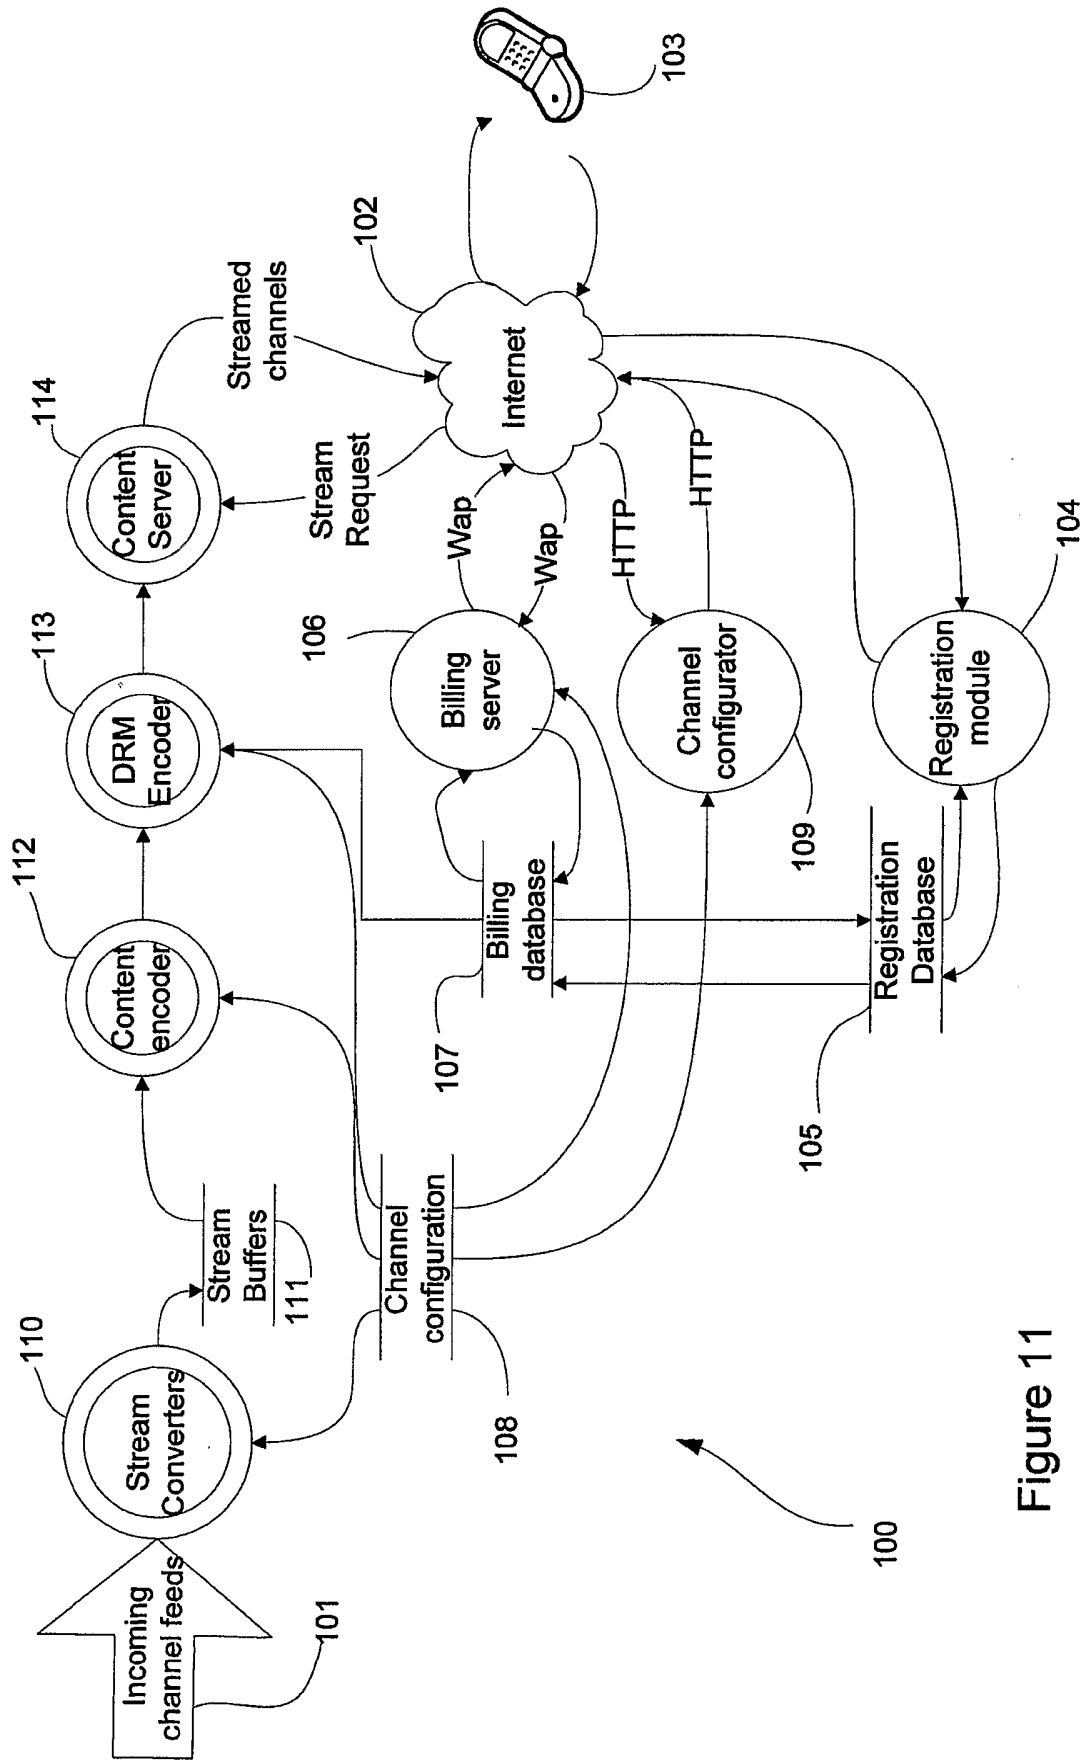 110
112
113
114
Incoming
channel feeds
101
Stream
Converters
Stream
Buffers
111
Content
encoder
DRM
Encoder
Content
Server
Streamed
channels
Stream
Request
102
103
Channel
configuration
108
107
Billing
database
106
Billing
server
Wap
Wap
Internet
HTTP
HTTP
Channel
configurator
109
105
Registration
Database
Registration
module
104
100
Figure 11